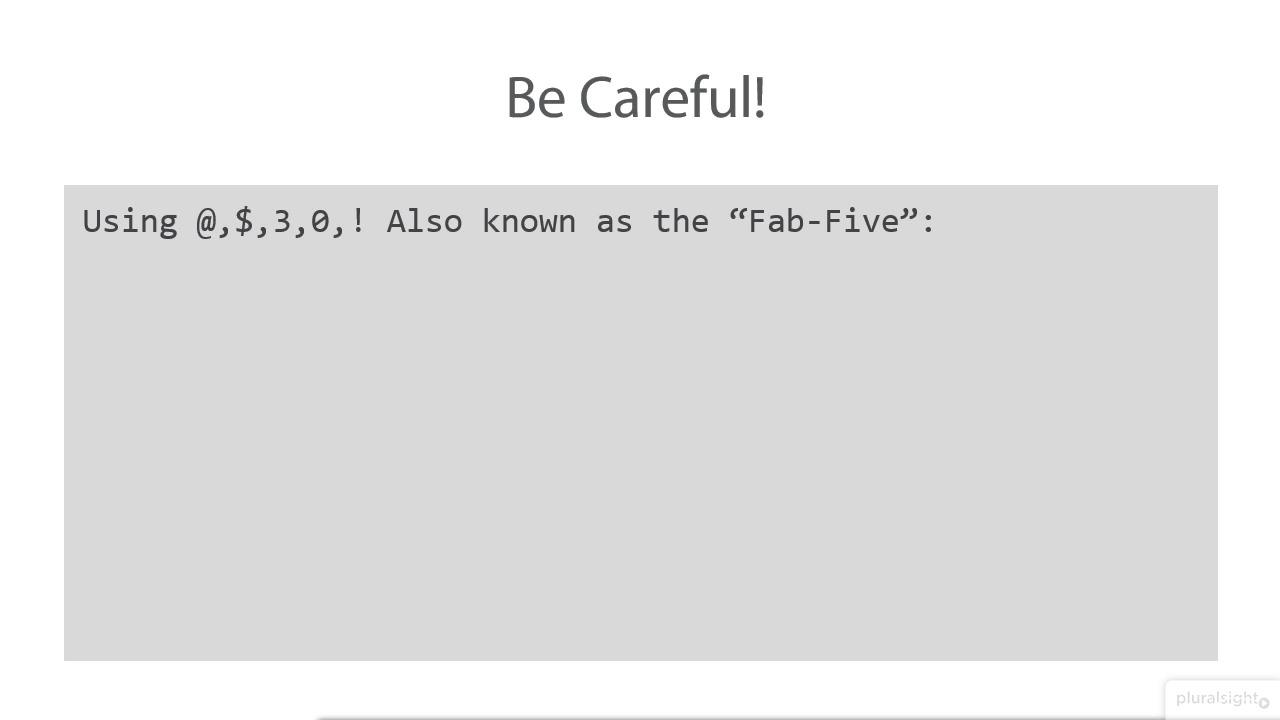 Be Careful!
Using @,$,3,0,! Also known as the “Fab-Five”:
pluralsight